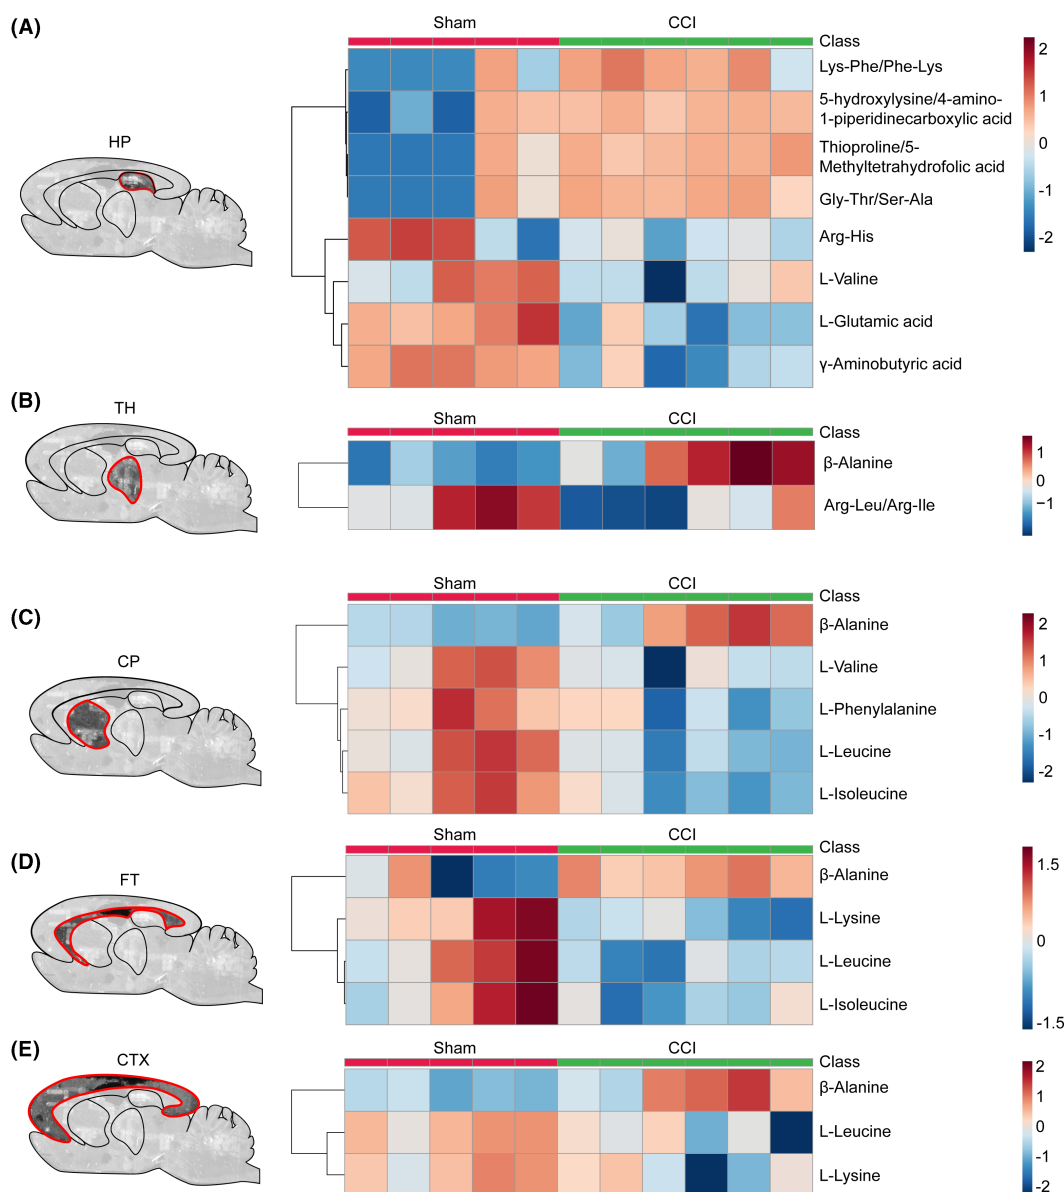 (A)
Sham CCI
Class
HP
Lys-Phe/Phe-Lys
5-hydroxylysine/4-amino-
1-piperidinecarboxylic acid
Thioproline/5-
Methyltetrahydrofolic acid
Gly-Thr/Ser-Ala
Arg-His
L-Valine
L-Glutamic acid
γ-Aminobutyric acid
2
1
0
-1
-2
(B)
TH
Sham CCI
Class
β-Alanine
Arg-Leu/Arg-Ile
1
0
−1
(C)
CP
Sham CCI
Class
β-Alanine
L-Valine
L-Phenylalanine
L-Leucine
L-Isoleucine
2
1
0
-1
-2
(D)
FT
Sham CCI
Class
β-Alanine
L-Lysine
L-Leucine
L-Isoleucine
1.5
0
-1.5
(E)
CTX
Sham CCI
Class
β-Alanine
L-Leucine
L-Lysine
2
1
0
-1
-2